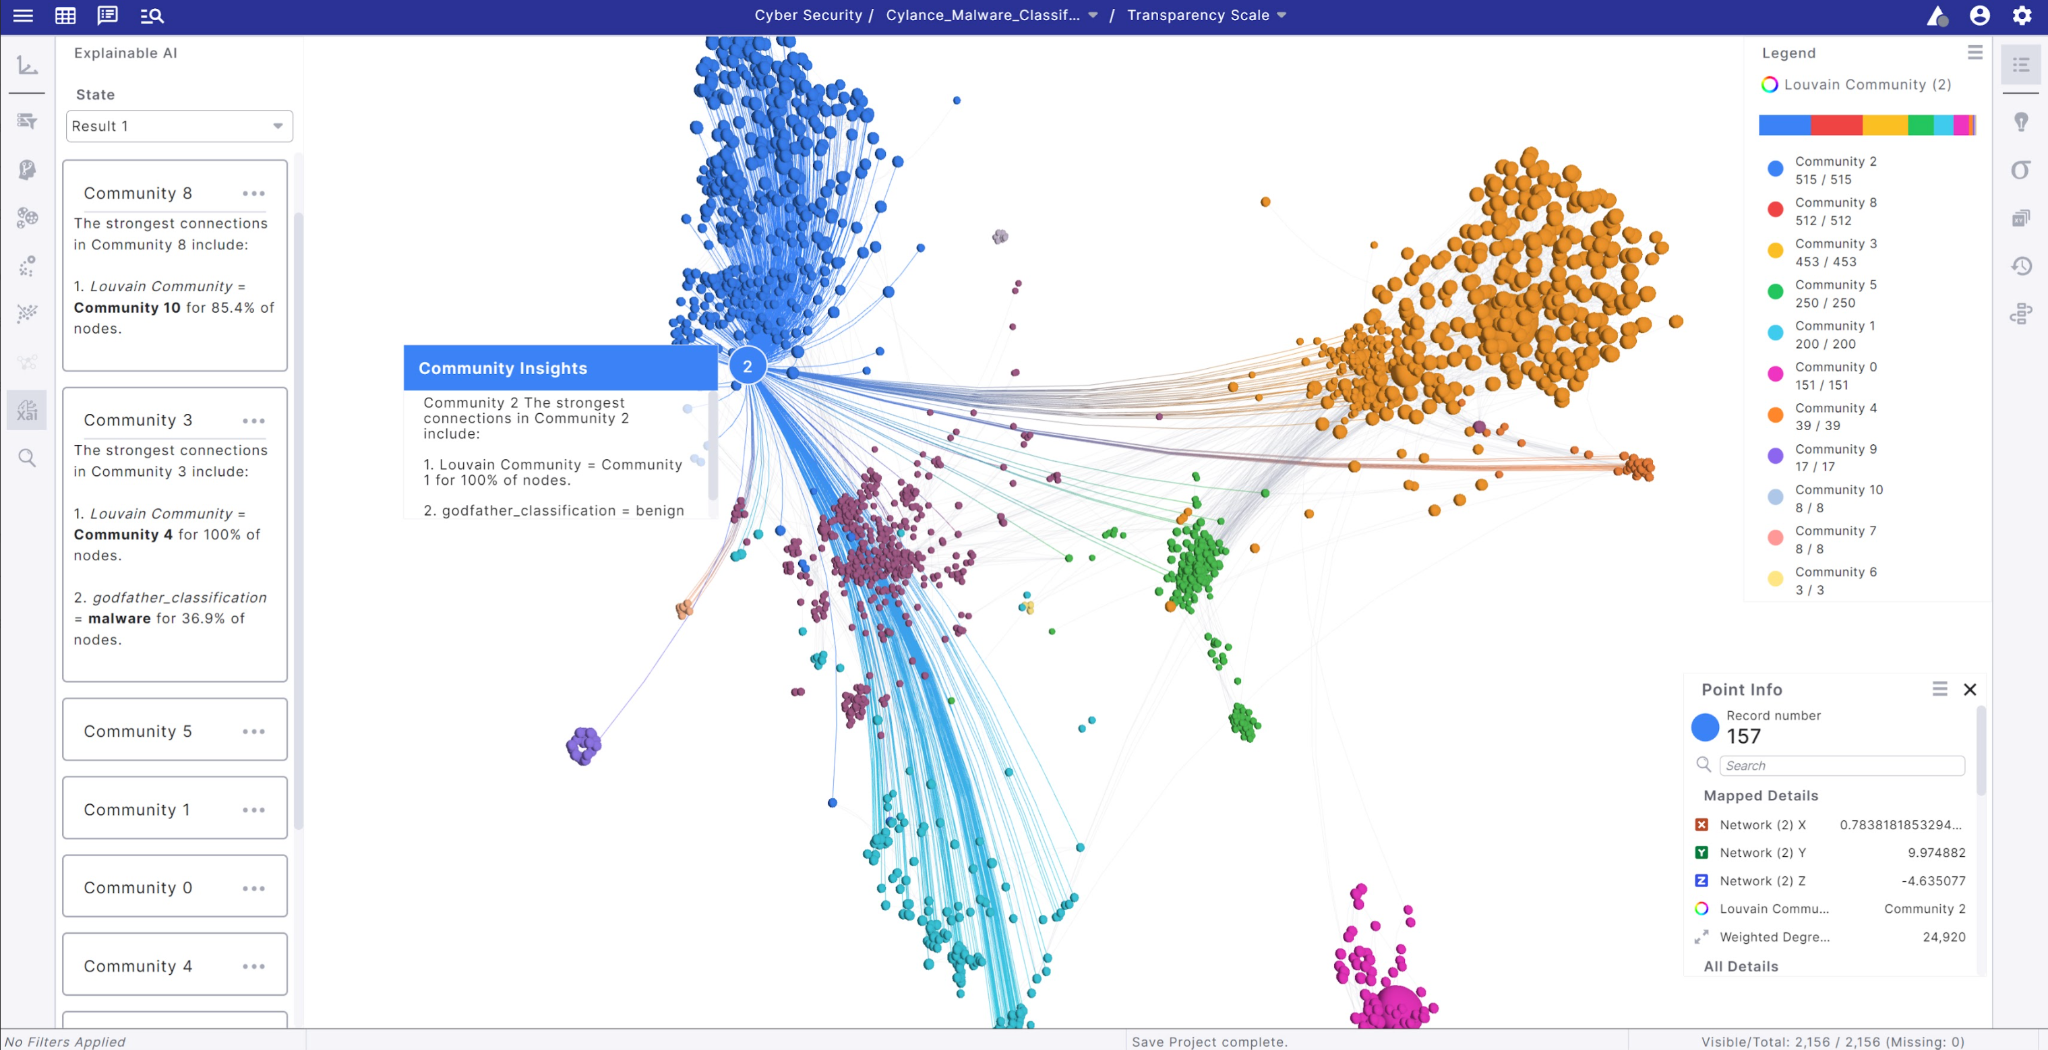 Cyber Security / Cylance_Malware_Classif... / Transparency Scale
Explainable AI
State
Result 1
Community 8
The strongest connections
in Community 8 include:
1. Louvain Community =
Community 10 for 85.4% of
nodes.
Community 3
The strongest connections
in Community 3 include:
1. Louvain Community =
Community 4 for 100% of
nodes.
2. godfather_classification
= malware for 36.9% of
nodes.
Community 5
Community 1
Community 0
Community 4
xai
Community Insights
2
Community 2 The strongest
connections in Community 2
include:
1. Louvain Community = Community
1 for 100% of nodes.
2. godfather_classification = benign
Legend
Louvain Community (2)
Community 2
515 / 515
Community 8
512 / 512
Community 3
453 / 453
Community 5
250 / 250
Community 1
200 / 200
Community 0
151 / 151
Community 4
39 / 39
Community 9
17 / 17
Community 10
8 / 8
Community 7
8 / 8
Community 6
3 / 3
σ
Point Info
Record number
157
Search
Mapped Details
X Network (2) X 0.7838181853294...
Y Network (2) Y 9.974882
Z Network (2) Z -4.635077
Louvain Commu... Community 2
Weighted Degre... 24,920
All Details
No Filters Applied
Save Project complete.
Visible/Total: 2,156 / 2,156 (Missing: 0)